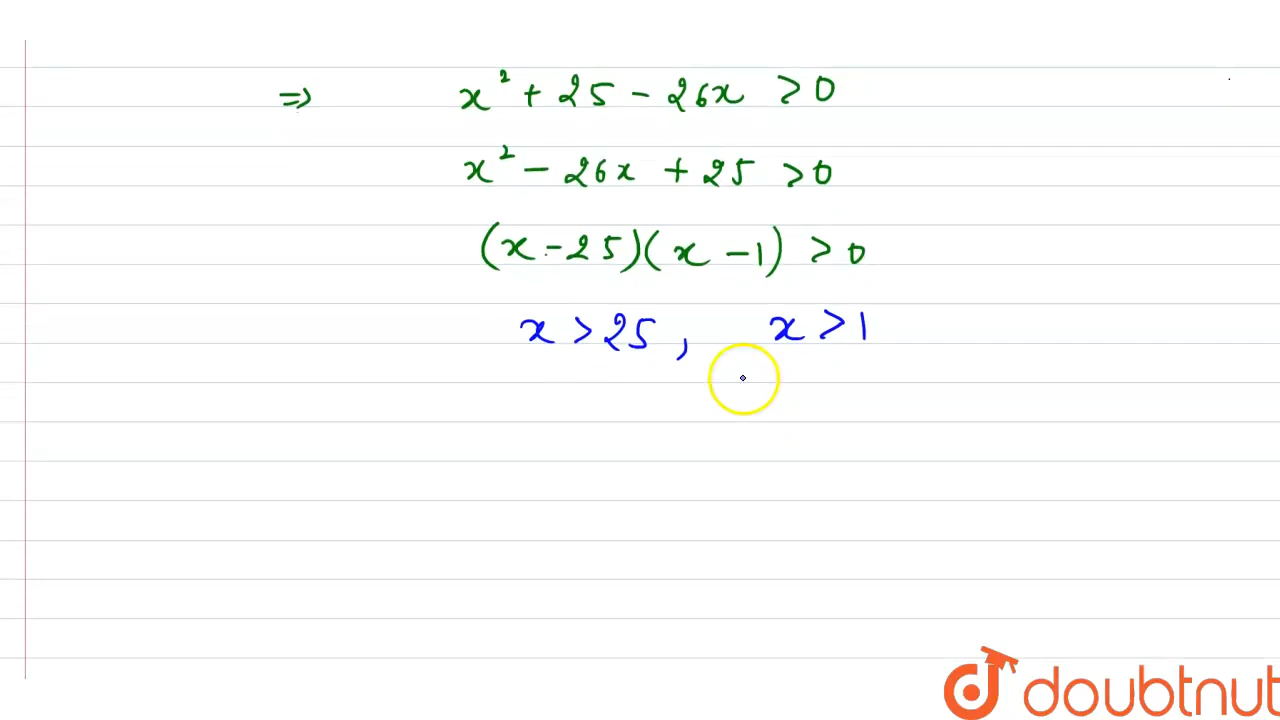 ⇒ x² + 25 - 26x > 0
x² - 26x + 25 > 0
(x - 25)(x - 1) > 0
x > 25, x > 1
doubtnut